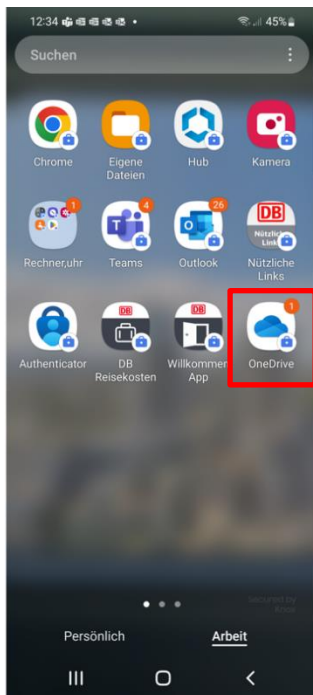 12:34 45%
Suchen
Chrome Eigene Dateien Hub Kamera
1 4 26 DB
Nützliche
Link
Rechner,uhr Teams Outlook Nützliche Links
DB DB 1
Authenticator DB Reisekosten Willkommen App OneDrive
Secured by
Knox
Persönlich Arbeit